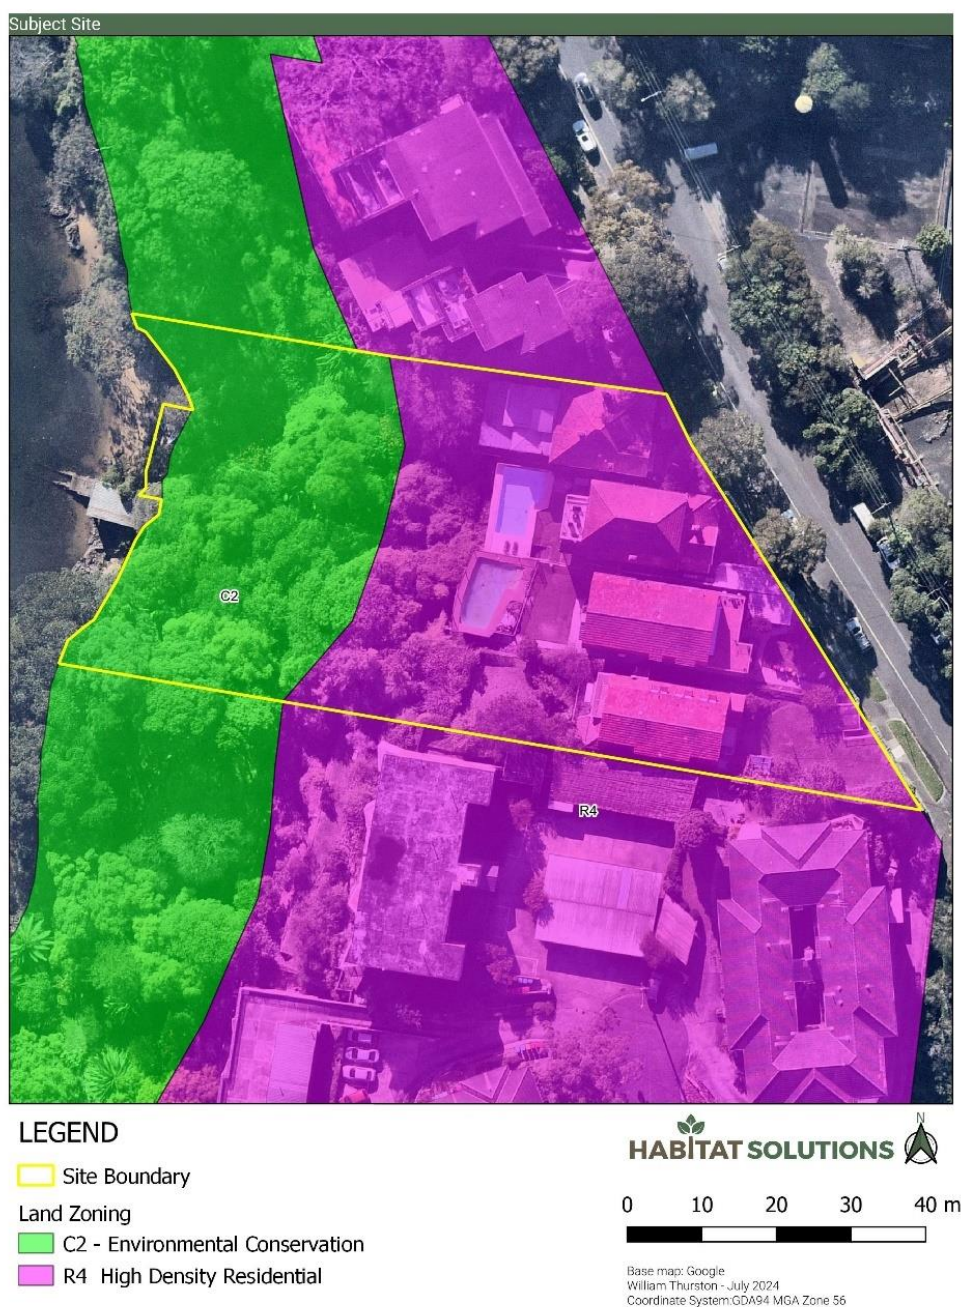 Subject Site
C2
R4
LEGEND
Site Boundary
Land Zoning
C2 - Environmental Conservation
R4 High Density Residential
HABITAT SOLUTIONS
N
0 10 20 30 40 m
Base map: Google
William Thurston - July 2024
Coordinate System:GDA94 MGA Zone 56